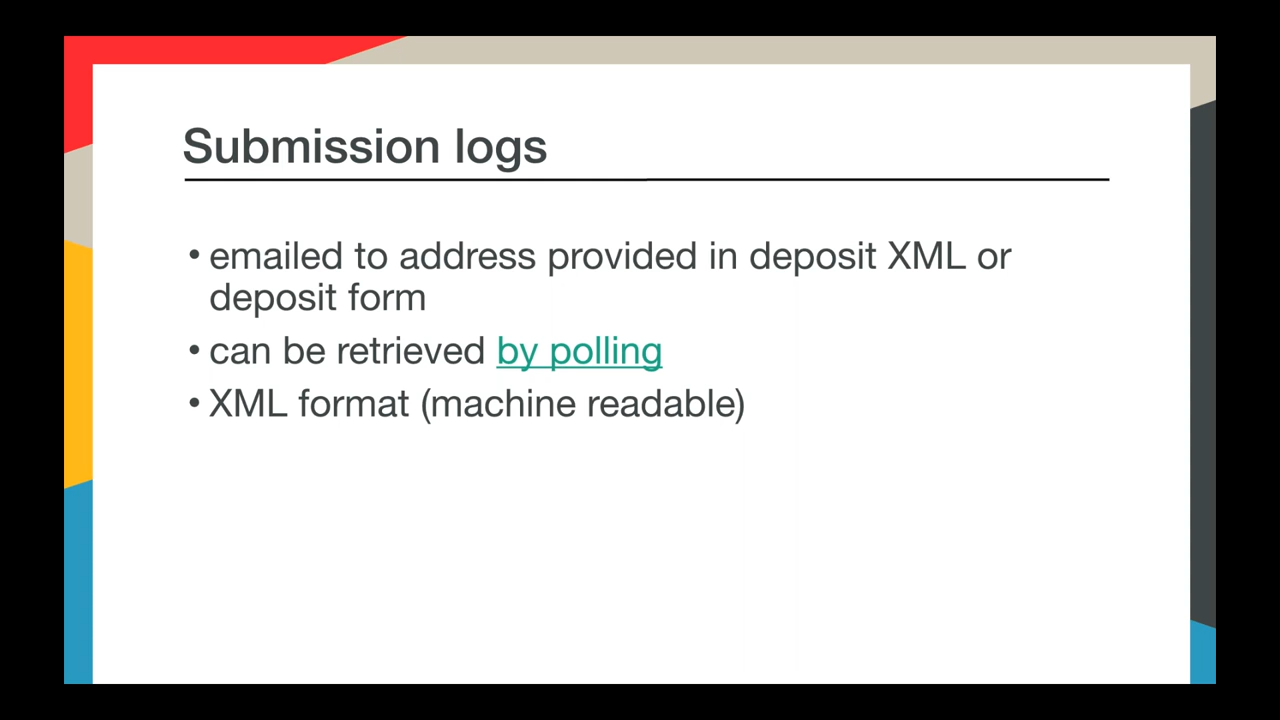 Submission logs
• emailed to address provided in deposit XML or
deposit form
• can be retrieved by polling
• XML format (machine readable)